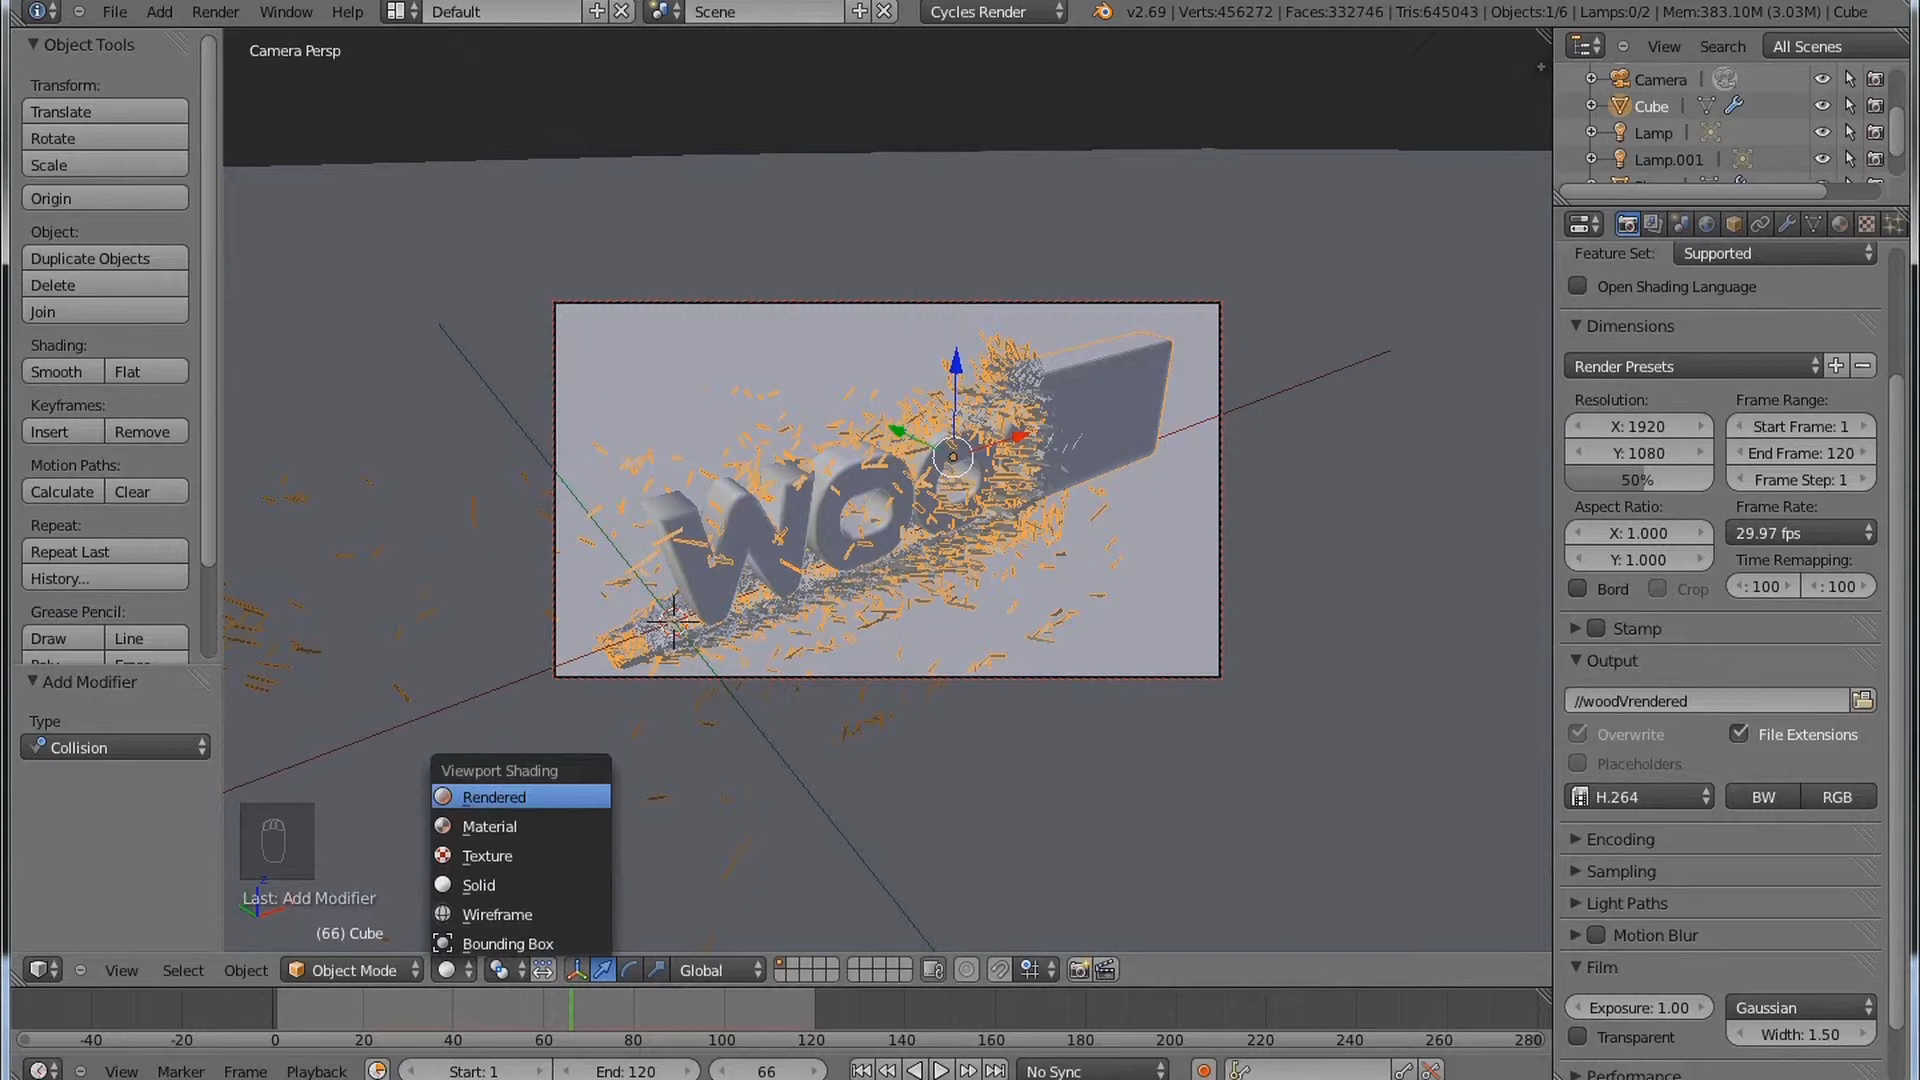 File Add Render Window Help Default Scene Cycles Render v2.69 | Verts:456272 | Faces:332746 | Tris:645043 | Objects:1/6 | Lamps:0/2 | Mem:383.10M (3.03M) | Cube
Object Tools
Transform:
Translate
Rotate
Scale
Origin
Object:
Duplicate Objects
Delete
Join
Shading:
Smooth Flat
Keyframes:
Insert Remove
Motion Paths:
Calculate Clear
Repeat:
Repeat Last
History...
Grease Pencil:
Draw Line
Add Modifier
Type
Collision
Camera Persp
WOO
Viewport Shading
Rendered
Material
Texture
Solid
Wireframe
Bounding Box
Last: Add Modifier
(66) Cube
View Select Object Object Mode Global
-40 -20 0 20 40 60 80 100 120 140 160 180 200 220 240 260 280
View Marker Frame Playback Start: 1 End: 120 66 No Sync
View Search All Scenes
Camera
Cube
Lamp
Lamp.001
Feature Set: Supported
Open Shading Language
Dimensions
Render Presets
Resolution: Frame Range:
X: 1920 Start Frame: 1
Y: 1080 End Frame: 120
50% Frame Step: 1
Aspect Ratio: Frame Rate:
X: 1.000 29.97 fps
Y: 1.000 Time Remapping:
Bord Crop : 100 : 100
Stamp
Output
//woodVrendered
Overwrite File Extensions
Placeholders
H.264 BW RGB
Encoding
Sampling
Light Paths
Motion Blur
Film
Exposure: 1.00 Gaussian
Transparent Width: 1.50
Performance